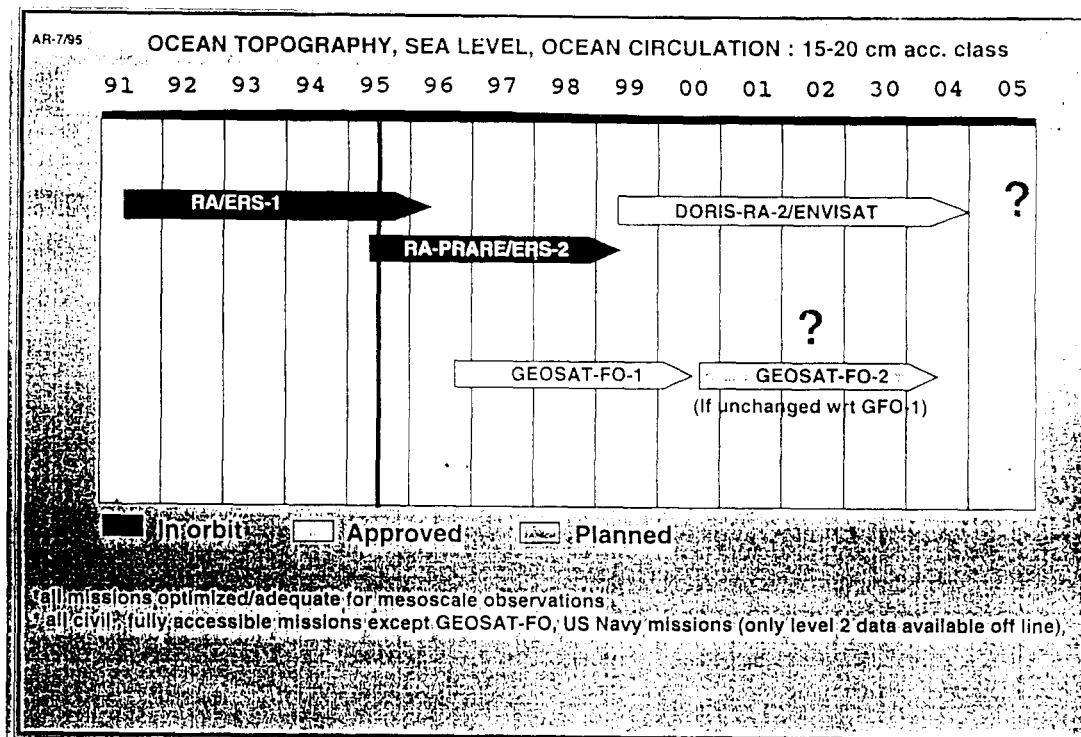 AR-7/95
OCEAN TOPOGRAPHY, SEA LEVEL, OCEAN CIRCULATION : 15-20 cm acc. class
91 92 93 94 95 96 97 98 99 00 01 02 30 04 05
RA/ERS-1
DORIS-RA-2/ENVISAT
?
RA-PRARE/ERS-2
?
GEOSAT-FO-1
GEOSAT-FO-2
(If unchanged wrt GFO-1)
In orbit Approved Planned
* all missions optimized/adequate for mesoscale observations
* all civil, fully accessible missions except GEOSAT-FO, US Navy missions (only level 2 data available off line),